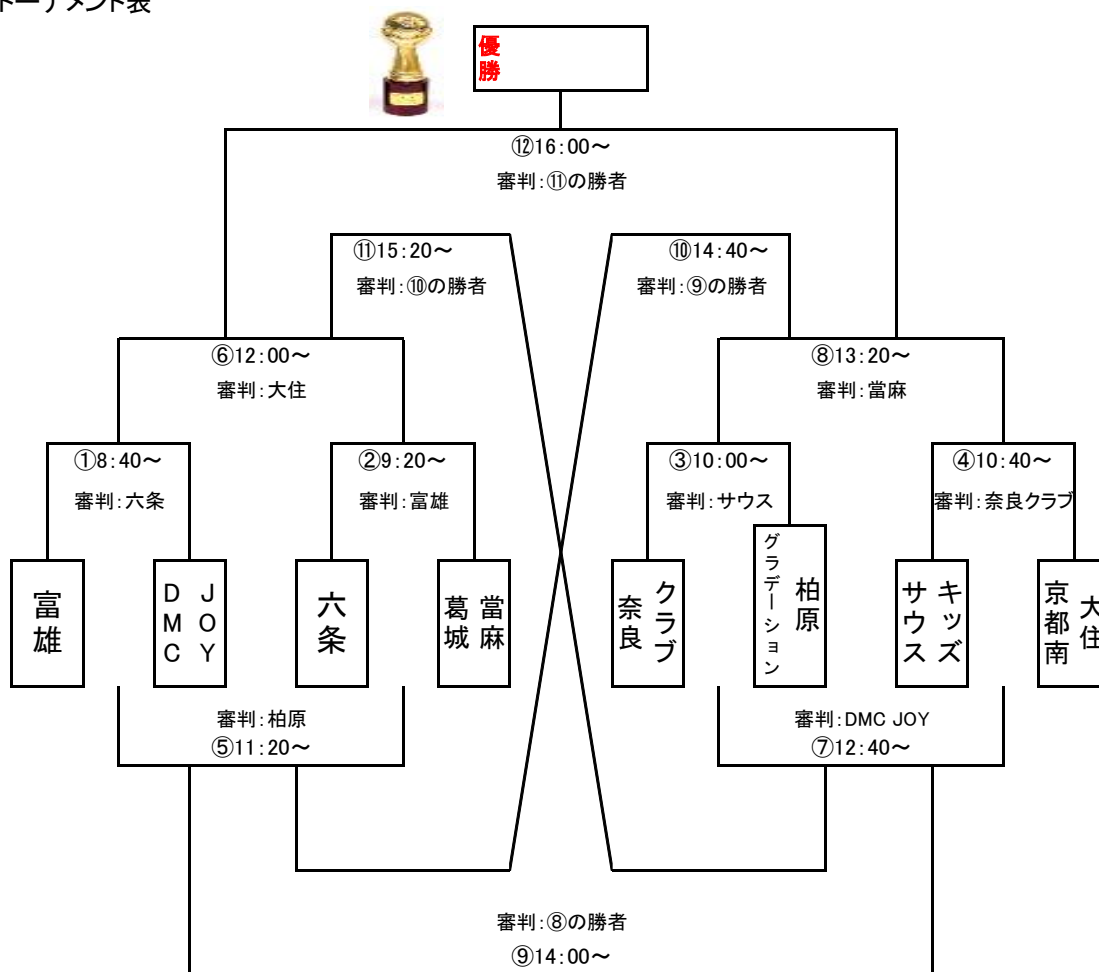 トーナメント表
優勝
⑫16:00～
審判:⑪の勝者
⑪15:20～
審判:⑩の勝者
⑩14:40～
審判:⑨の勝者
⑥12:00～
審判:大住
⑧13:20～
審判:當麻
①8:40～
審判:六条
②9:20～
審判:富雄
③10:00～
審判:サウス
④10:40～
審判:奈良クラブ
富雄
DMC
JOY
六条
葛城
當麻
奈良
クラブ
柏原
グラデーション
サウス
キッズ
京都南
大住
審判:柏原
⑤11:20～
審判:DMC JOY
⑦12:40～
審判:⑧の勝者
⑨14:00～